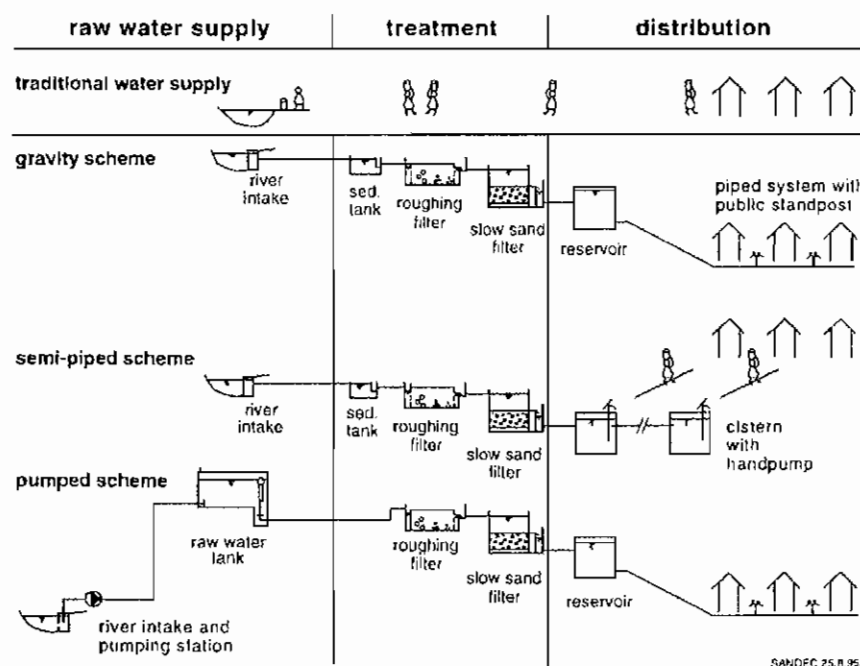 raw water supply
treatment
distribution
traditional water supply
gravity scheme
river
intake
sed.
tank
roughing
filter
slow sand
filter
reservoir
piped system with
public standpost
semi-piped scheme
river
intake
sed.
tank
roughing
filter
slow sand
filter
cistern
with
handpump
pumped scheme
raw water
lank
river intake and
pumping station
roughing
filter
slow sand
filter
reservoir
SANDEC 25.8.95